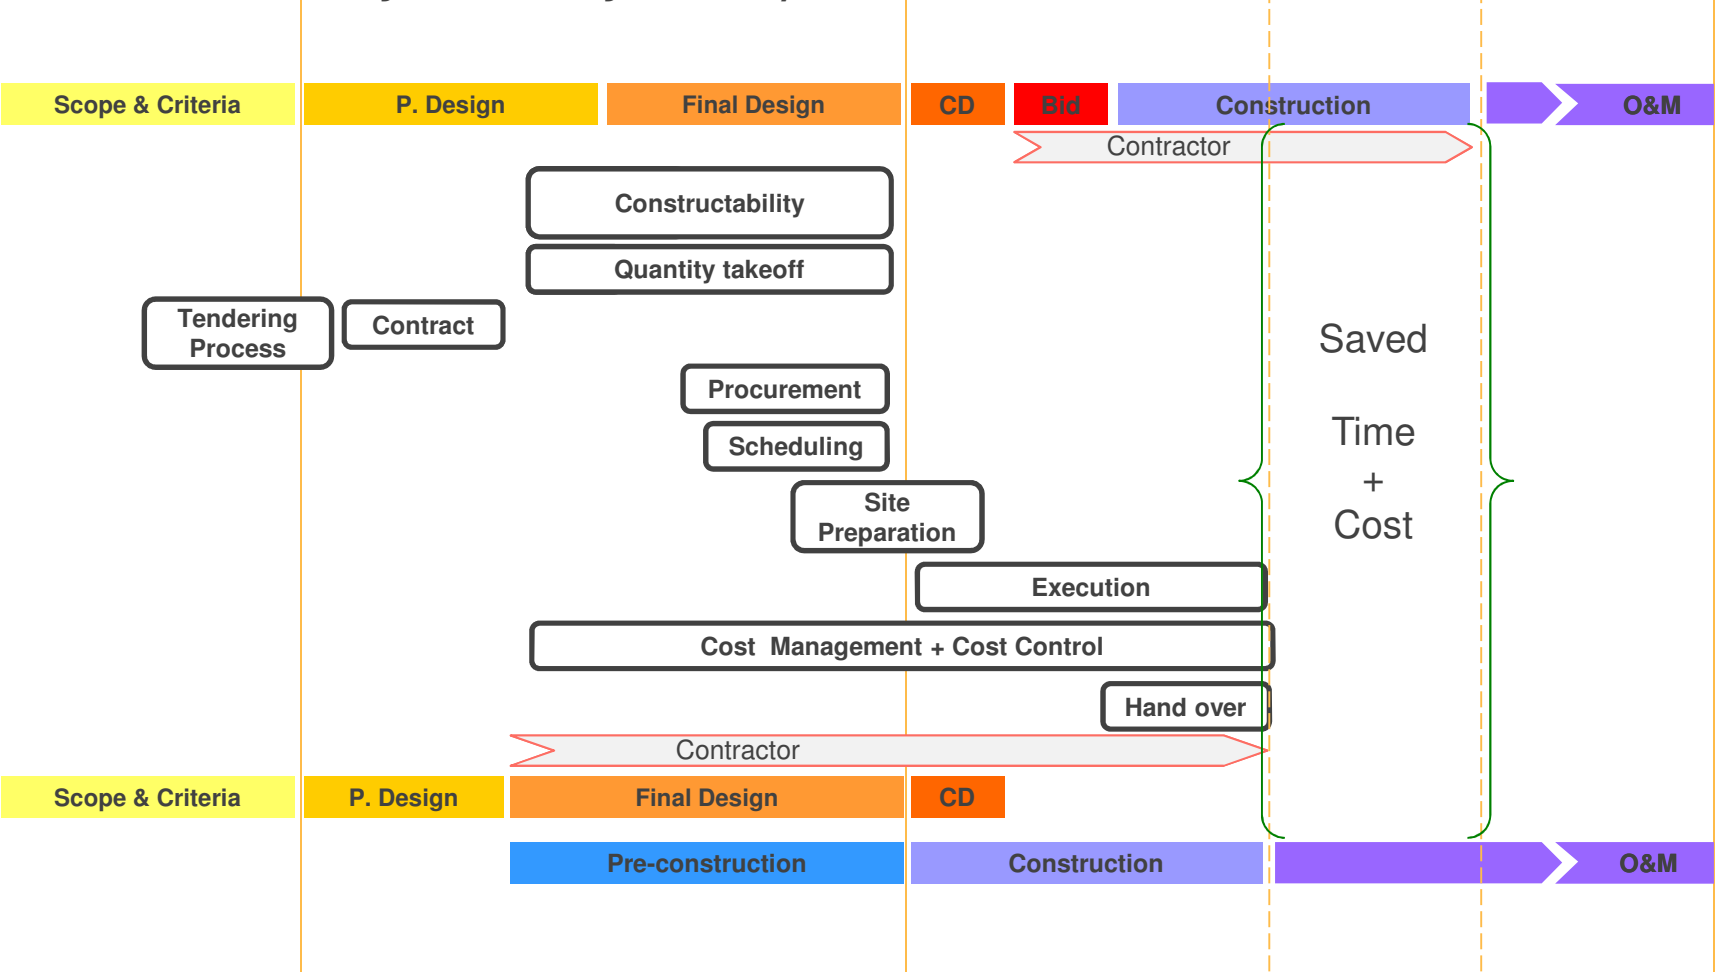 Scope & Criteria
P. Design
Final Design
CD
Bid
Construction
O&M
Contractor
Constructability
Quantity takeoff
Tendering
Process
Contract
Procurement
Scheduling
Site
Preparation
Execution
Cost  Management + Cost Control
Hand over
Saved
Time
+
Cost
Contractor
Scope & Criteria
P. Design
Final Design
CD
Pre-construction
Construction
O&M